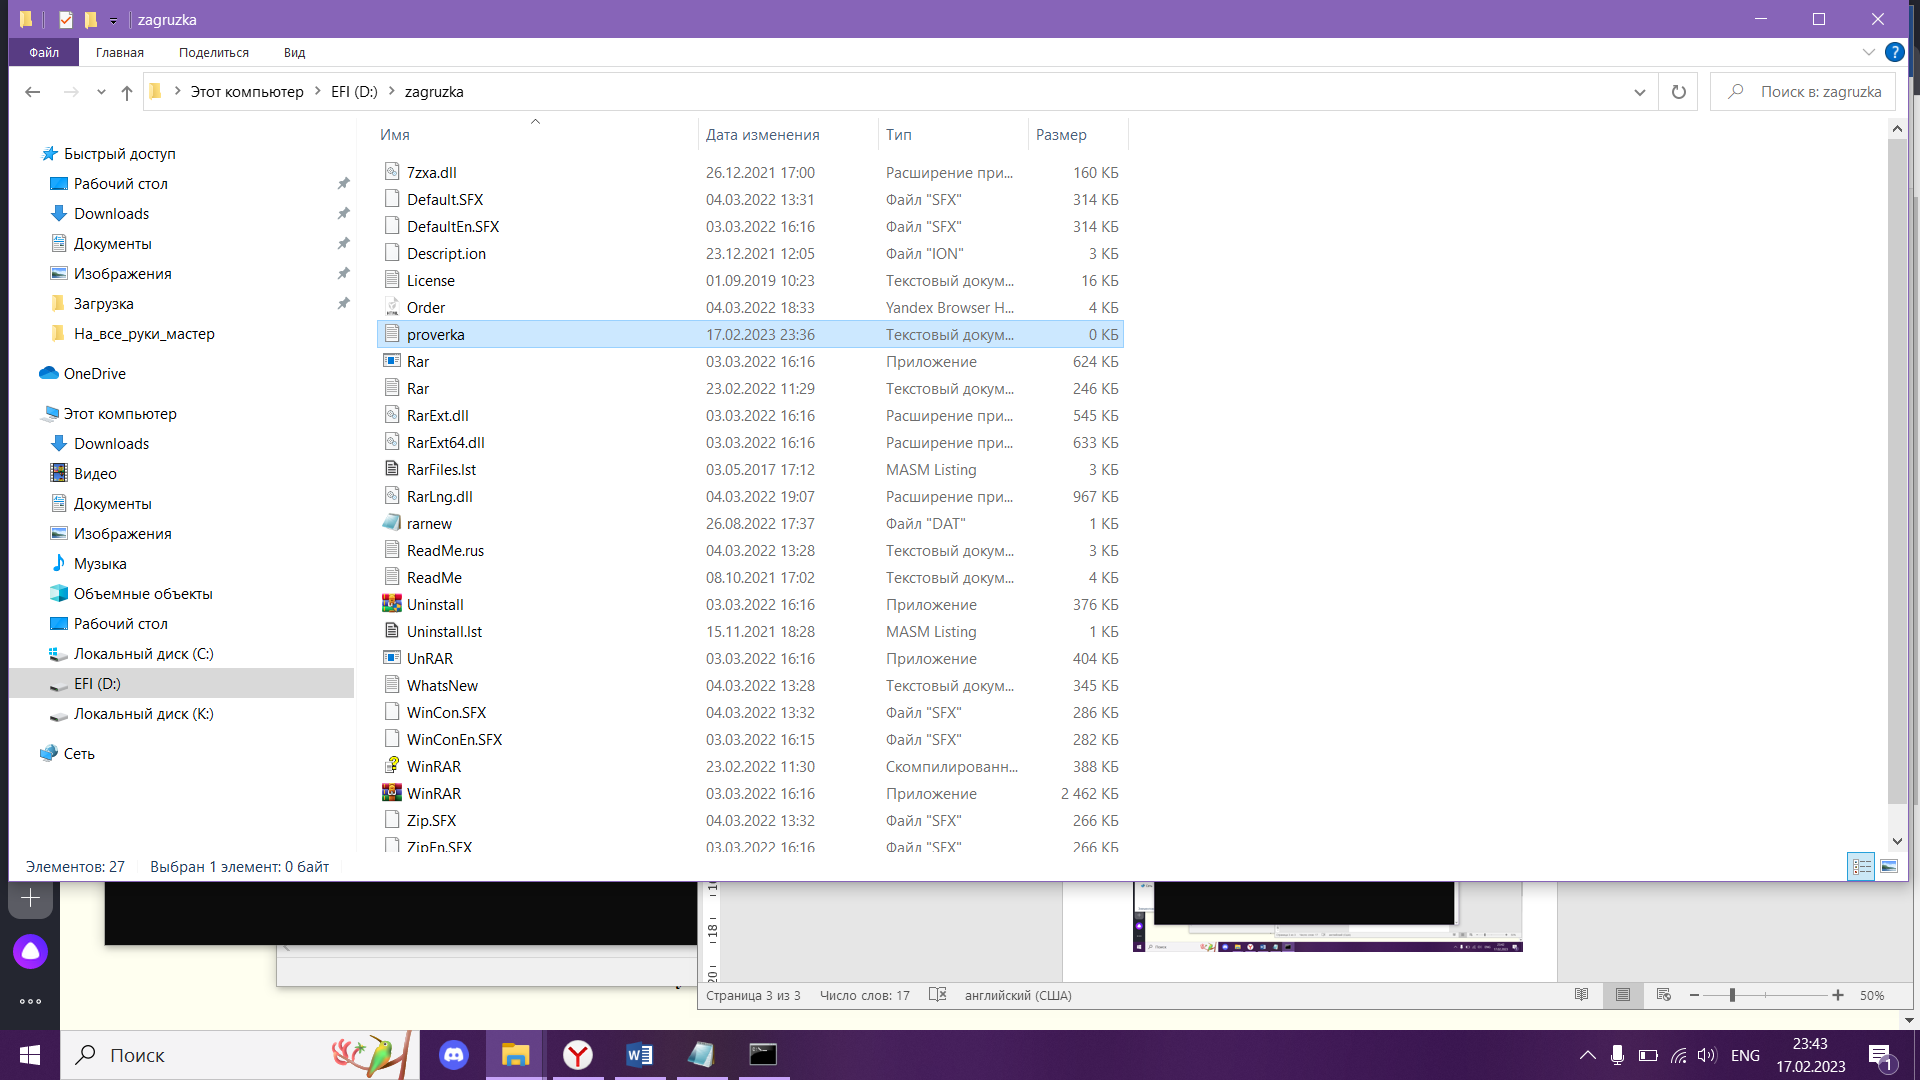 zagruzka
Файл Главная Поделиться Вид
Этот компьютер EFI (D:) zagruzka Поиск в: zagruzka
Имя Дата изменения Тип Размер
Быстрый доступ
Рабочий стол
Downloads
Документы
Изображения
Загрузка
На_все_руки_мастер
OneDrive
Этот компьютер
Downloads
Видео
Документы
Изображения
Музыка
Объемные объекты
Рабочий стол
Локальный диск (C:)
EFI (D:)
Локальный диск (K:)
Сеть
7zxa.dll 26.12.2021 17:00 Расширение при... 160 КБ
Default.SFX 04.03.2022 13:31 Файл "SFX" 314 КБ
DefaultEn.SFX 03.03.2022 16:16 Файл "SFX" 314 КБ
Descript.ion 23.12.2021 12:05 Файл "ION" 3 КБ
License 01.09.2019 10:23 Текстовый докум... 16 КБ
Order 04.03.2022 18:33 Yandex Browser H... 4 КБ
proverka 17.02.2023 23:36 Текстовый докум... 0 КБ
Rar 03.03.2022 16:16 Приложение 624 КБ
Rar 23.02.2022 11:29 Текстовый докум... 246 КБ
RarExt.dll 03.03.2022 16:16 Расширение при... 545 КБ
RarExt64.dll 03.03.2022 16:16 Расширение при... 633 КБ
RarFiles.lst 03.05.2017 17:12 MASM Listing 3 КБ
RarLng.dll 04.03.2022 19:07 Расширение при... 967 КБ
rarnew 26.08.2022 17:37 Файл "DAT" 1 КБ
ReadMe.rus 04.03.2022 13:28 Текстовый докум... 3 КБ
ReadMe 08.10.2021 17:02 Текстовый докум... 4 КБ
Uninstall 03.03.2022 16:16 Приложение 376 КБ
Uninstall.lst 15.11.2021 18:28 MASM Listing 1 КБ
UnRAR 03.03.2022 16:16 Приложение 404 КБ
WhatsNew 04.03.2022 13:28 Текстовый докум... 345 КБ
WinCon.SFX 04.03.2022 13:32 Файл "SFX" 286 КБ
WinConEn.SFX 03.03.2022 16:15 Файл "SFX" 282 КБ
WinRAR 23.02.2022 11:30 Скомпилированн... 388 КБ
WinRAR 03.03.2022 16:16 Приложение 2 462 КБ
Zip.SFX 04.03.2022 13:32 Файл "SFX" 266 КБ
ZipEn.SFX 03.03.2022 16:16 Файл "SFX" 266 КБ
Элементов: 27 Выбран 1 элемент: 0 байт
18
20
Страница 3 из 3 Число слов: 17 английский (США) 50%
Поиск
ENG
23:43
17.02.2023
1